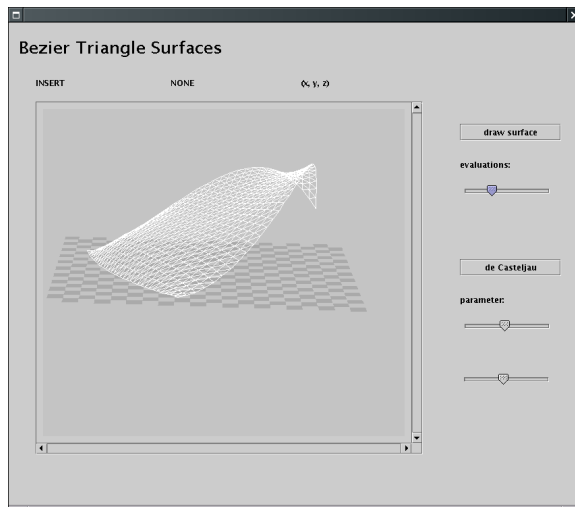 Bezier Triangle Surfaces
INSERT NONE (x, y, z)
draw surface
evaluations:
de Casteljau
parameter: